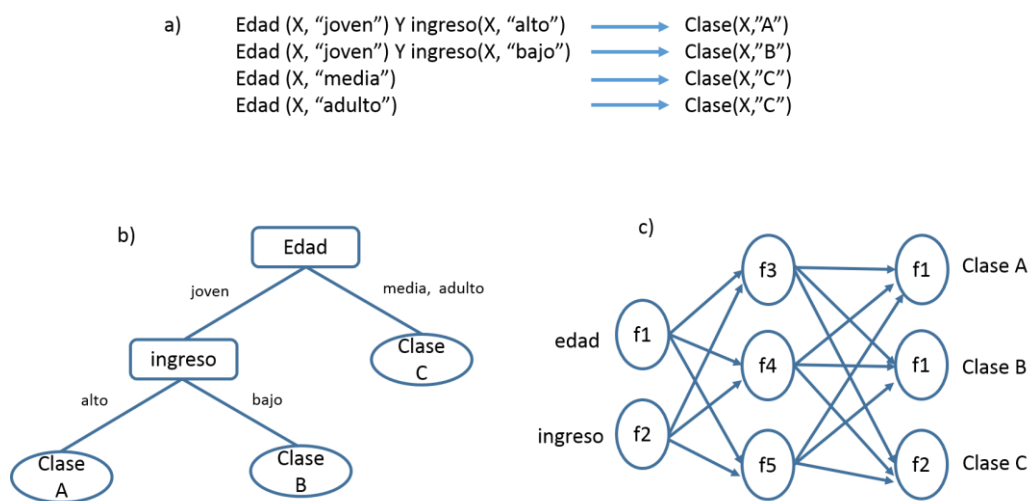 a) Edad (X, “joven”) Y ingreso(X, “alto”) Clase(X,”A”)
Edad (X, “joven”) Y ingreso(X, “bajo”) Clase(X,”B”)
Edad (X, “media”) Clase(X,”C”)
Edad (X, “adulto”) Clase(X,”C”)
b)
Edad
joven
media, adulto
ingreso
Clase
C
alto
bajo
Clase
A
Clase
B
c)
f3
f1
Clase A
edad
f1
f4
f1
Clase B
ingreso
f2
f5
f2
Clase C